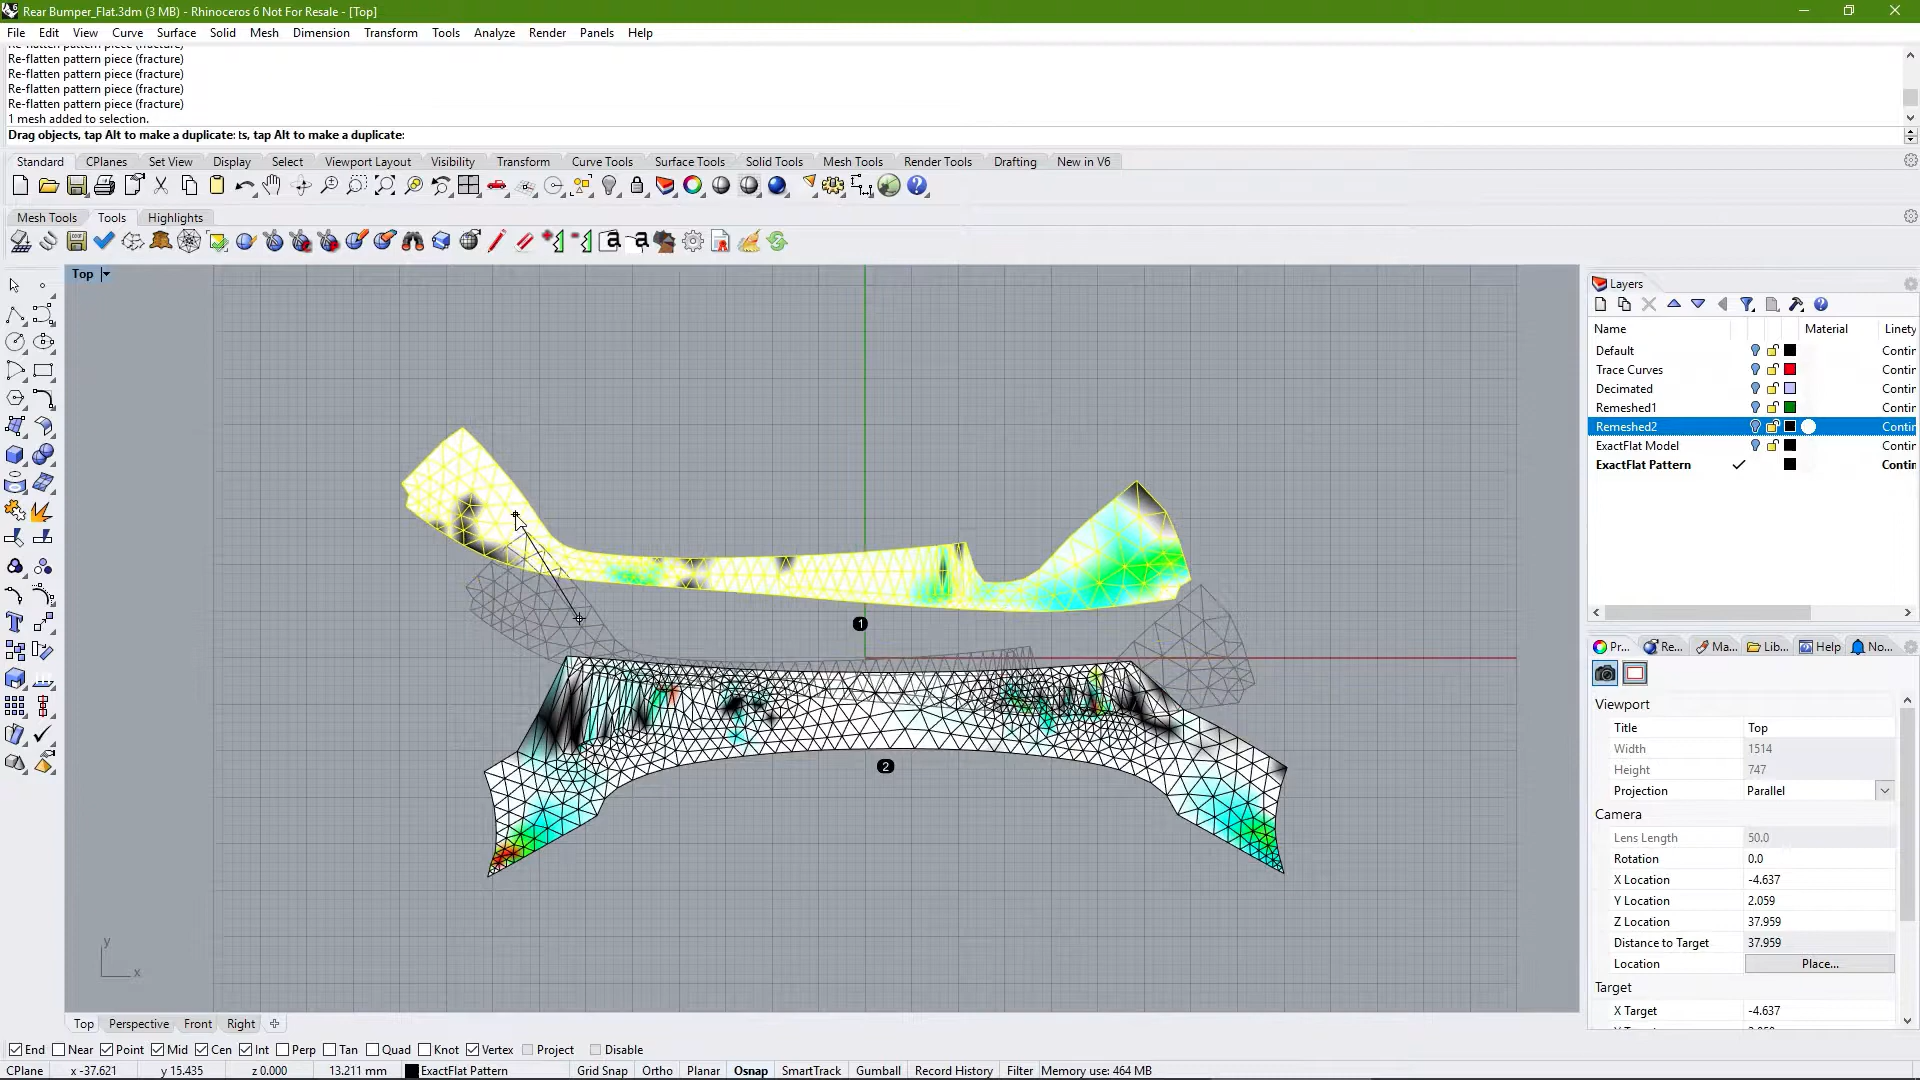 Rear Bumper_Flat.3dm (3 MB) - Rhinoceros 6 Not For Resale - [Top]
File Edit View Curve Surface Solid Mesh Dimension Transform Tools Analyze Render Panels Help
Re-flatten pattern piece (fracture)
Re-flatten pattern piece (fracture)
Re-flatten pattern piece (fracture)
Re-flatten pattern piece (fracture)
1 mesh added to selection.
Drag objects, tap Alt to make a duplicate: ts, tap Alt to make a duplicate:
Standard CPlanes Set View Display Select Viewport Layout Visibility Transform Curve Tools Surface Tools Solid Tools Mesh Tools Render Tools Drafting New in V6
Mesh Tools Tools Highlights
Top
1
2
y
x
Layers
Name Material Linety
Default Contir
Trace Curves Contir
Decimated Contir
Remeshed1 Contir
Remeshed2 Contir
ExactFlat Model Contir
ExactFlat Pattern Contir
Pr... Re... Ma... Lib... Help No...
Viewport
Title Top
Width 1514
Height 747
Projection Parallel
Camera
Lens Length 50.0
Rotation 0.0
X Location -4.637
Y Location 2.059
Z Location 37.959
Distance to Target 37.959
Location Place...
Target
X Target -4.637
Top Perspective Front Right
End Near Point Mid Cen Int Perp Tan Quad Knot Vertex Project Disable
CPlane x -37.621 y 15.435 z 0.000 13.211 mm ExactFlat Pattern Grid Snap Ortho Planar Osnap SmartTrack Gumball Record History Filter Memory use: 464 MB